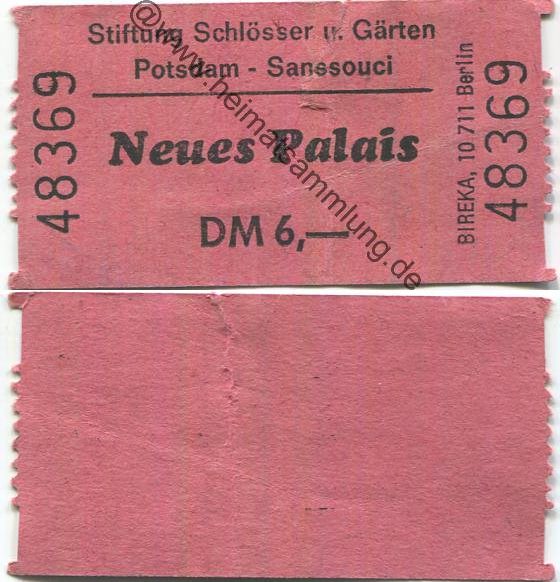 Stiftung Schlösser u. Gärten
Potsdam - Sanssouci
Neues Palais
DM 6,—
48369
48369
BIREKA, 10 711 Berlin
@www.heimatsammlung.de